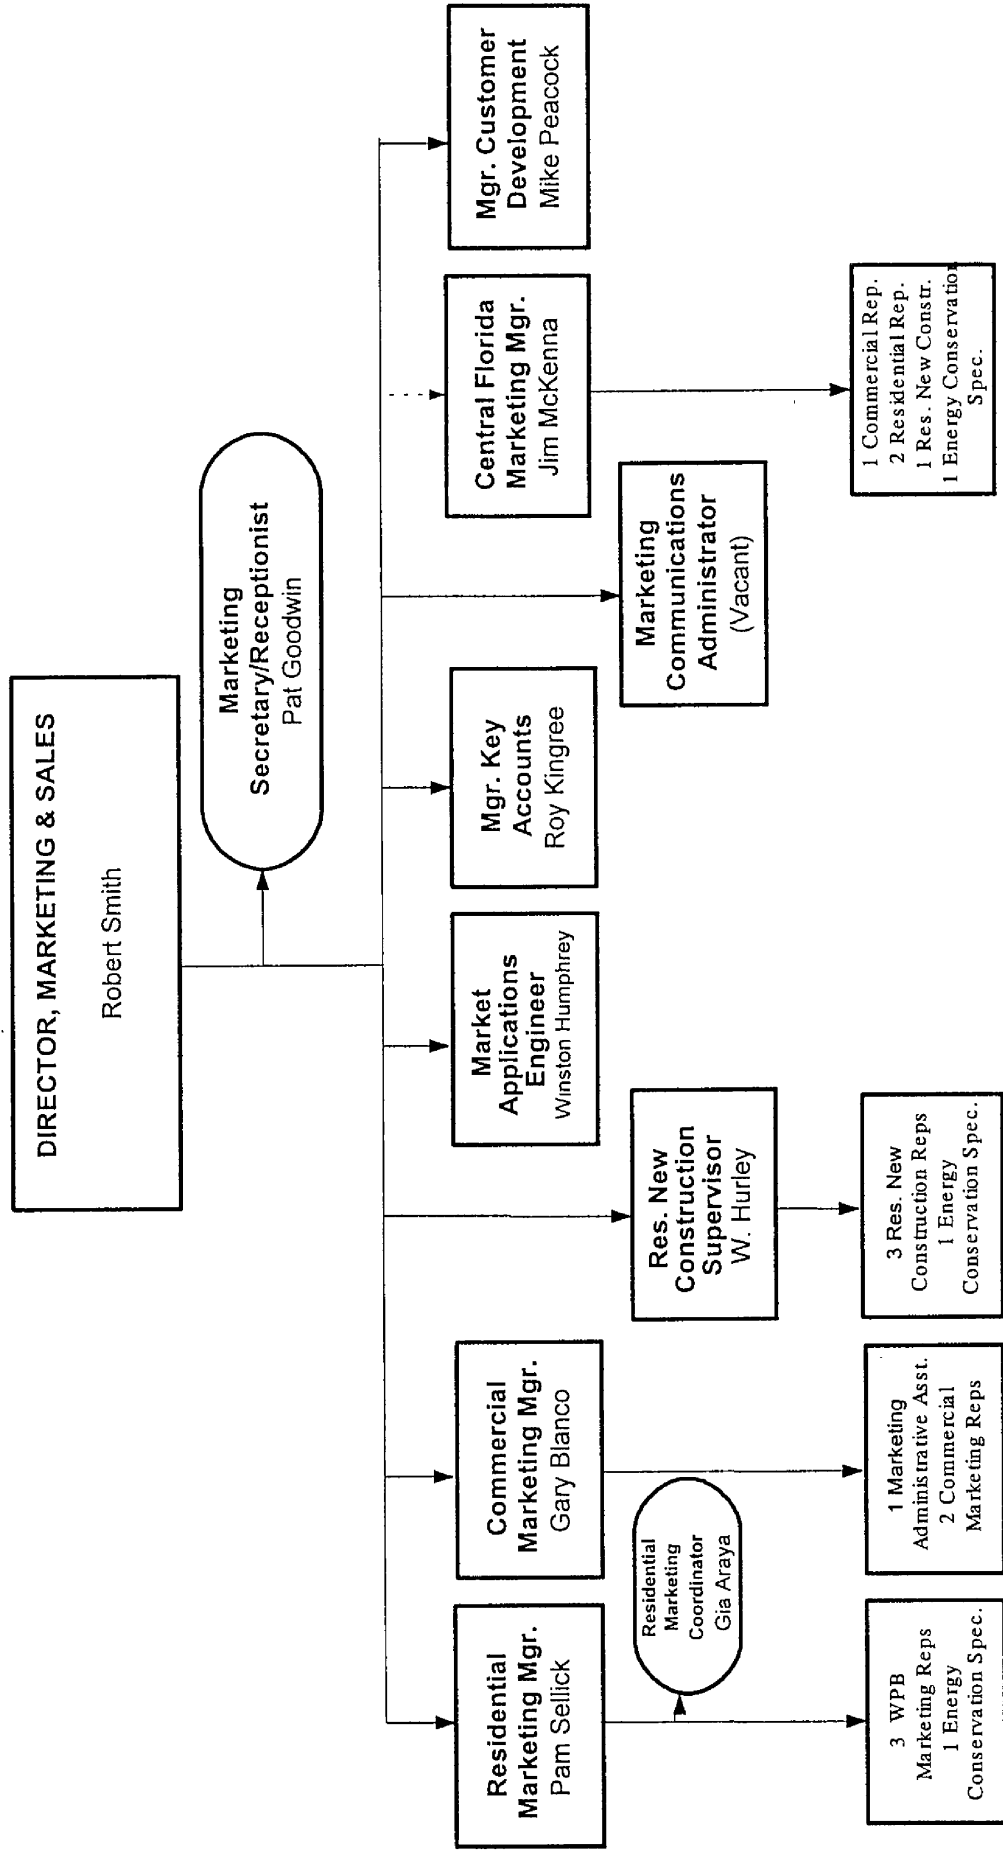 DIRECTOR, MARKETING & SALES
Robert Smith
Marketing
Secretary/Receptionist
Pat Goodwin
Residential
Marketing Mgr.
Pam Sellick
Commercial
Marketing Mgr.
Gary Blanco
Market
Applications
Engineer
Winston Humphrey
Mgr. Key
Accounts
Roy Kingree
Central Florida
Marketing Mgr.
Jim McKenna
Mgr. Customer
Development
Mike Peacock
Residential
Marketing
Coordinator
Gia Araya
Res. New
Construction
Supervisor
W. Hurley
Marketing
Communications
Administrator
(Vacant)
3 WPB
Marketing Reps
1 Energy
Conservation Spec.
1 Marketing
Administrative Asst.
2 Commercial
Marketing Reps
3 Res. New
Construction Reps
1 Energy
Conservation Spec.
1 Commercial Rep.
2 Residential Rep.
1 Res. New Constr.
1 Energy Conservation
Spec.